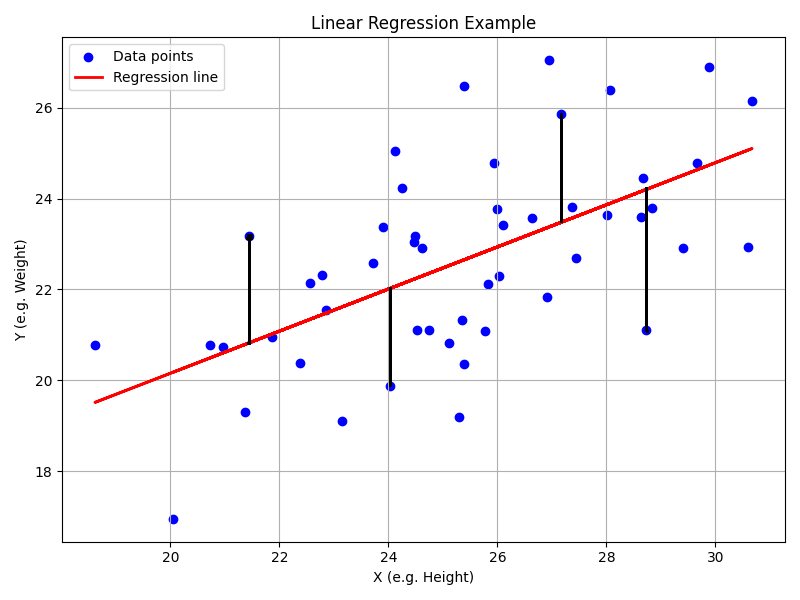 Linear Regression Example
Data points
Regression line
Y (e.g. Weight)
26
24
22
20
18
20 22 24 26 28 30
X (e.g. Height)